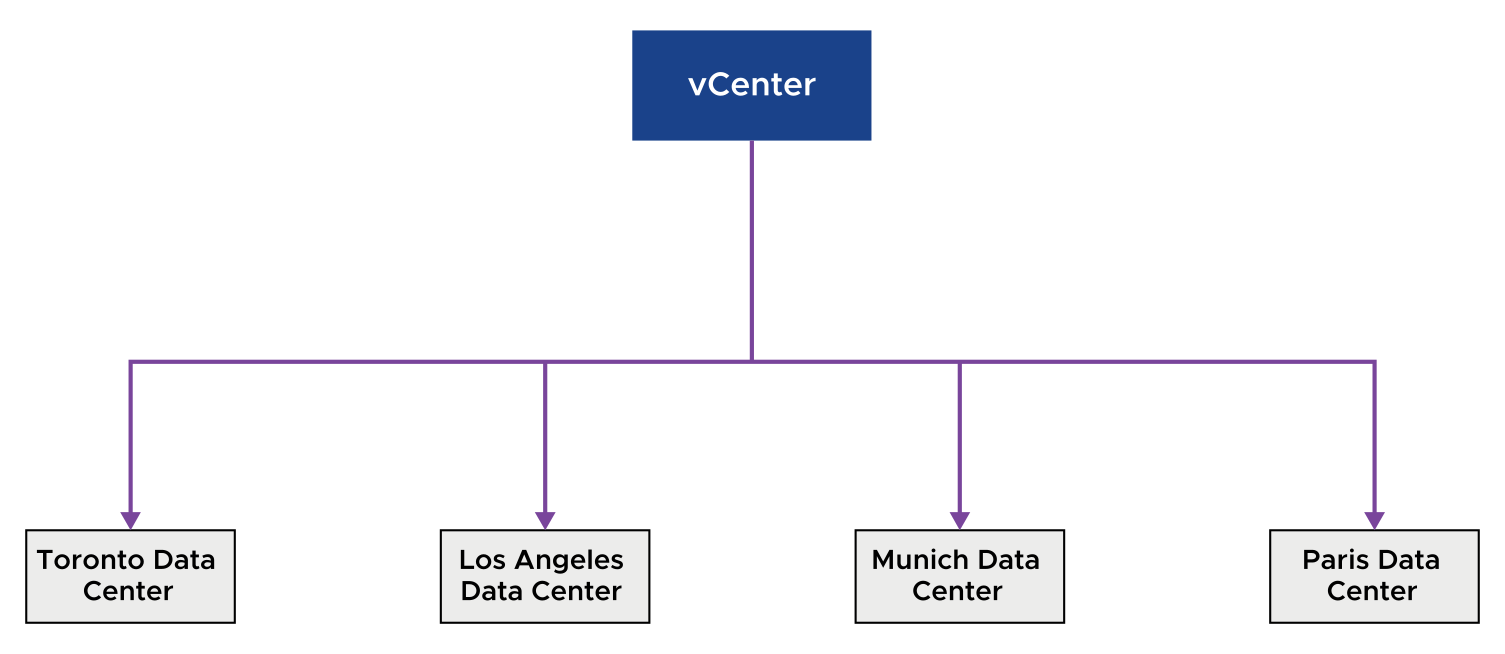 vCenter
Toronto Data
Center
Los Angeles
Data Center
Munich Data
Center
Paris Data
Center